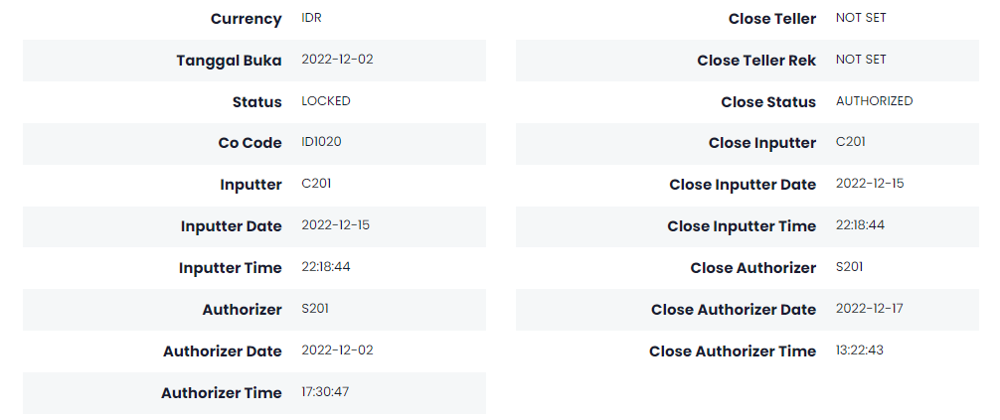 Currency IDR
Tanggal Buka 2022-12-02
Status LOCKED
Co Code ID1020
Inputter C201
Inputter Date 2022-12-15
Inputter Time 22:18:44
Authorizer S201
Authorizer Date 2022-12-02
Authorizer Time 17:30:47
Close Teller NOT SET
Close Teller Rek NOT SET
Close Status AUTHORIZED
Close Inputter C201
Close Inputter Date 2022-12-15
Close Inputter Time 22:18:44
Close Authorizer S201
Close Authorizer Date 2022-12-17
Close Authorizer Time 13:22:43